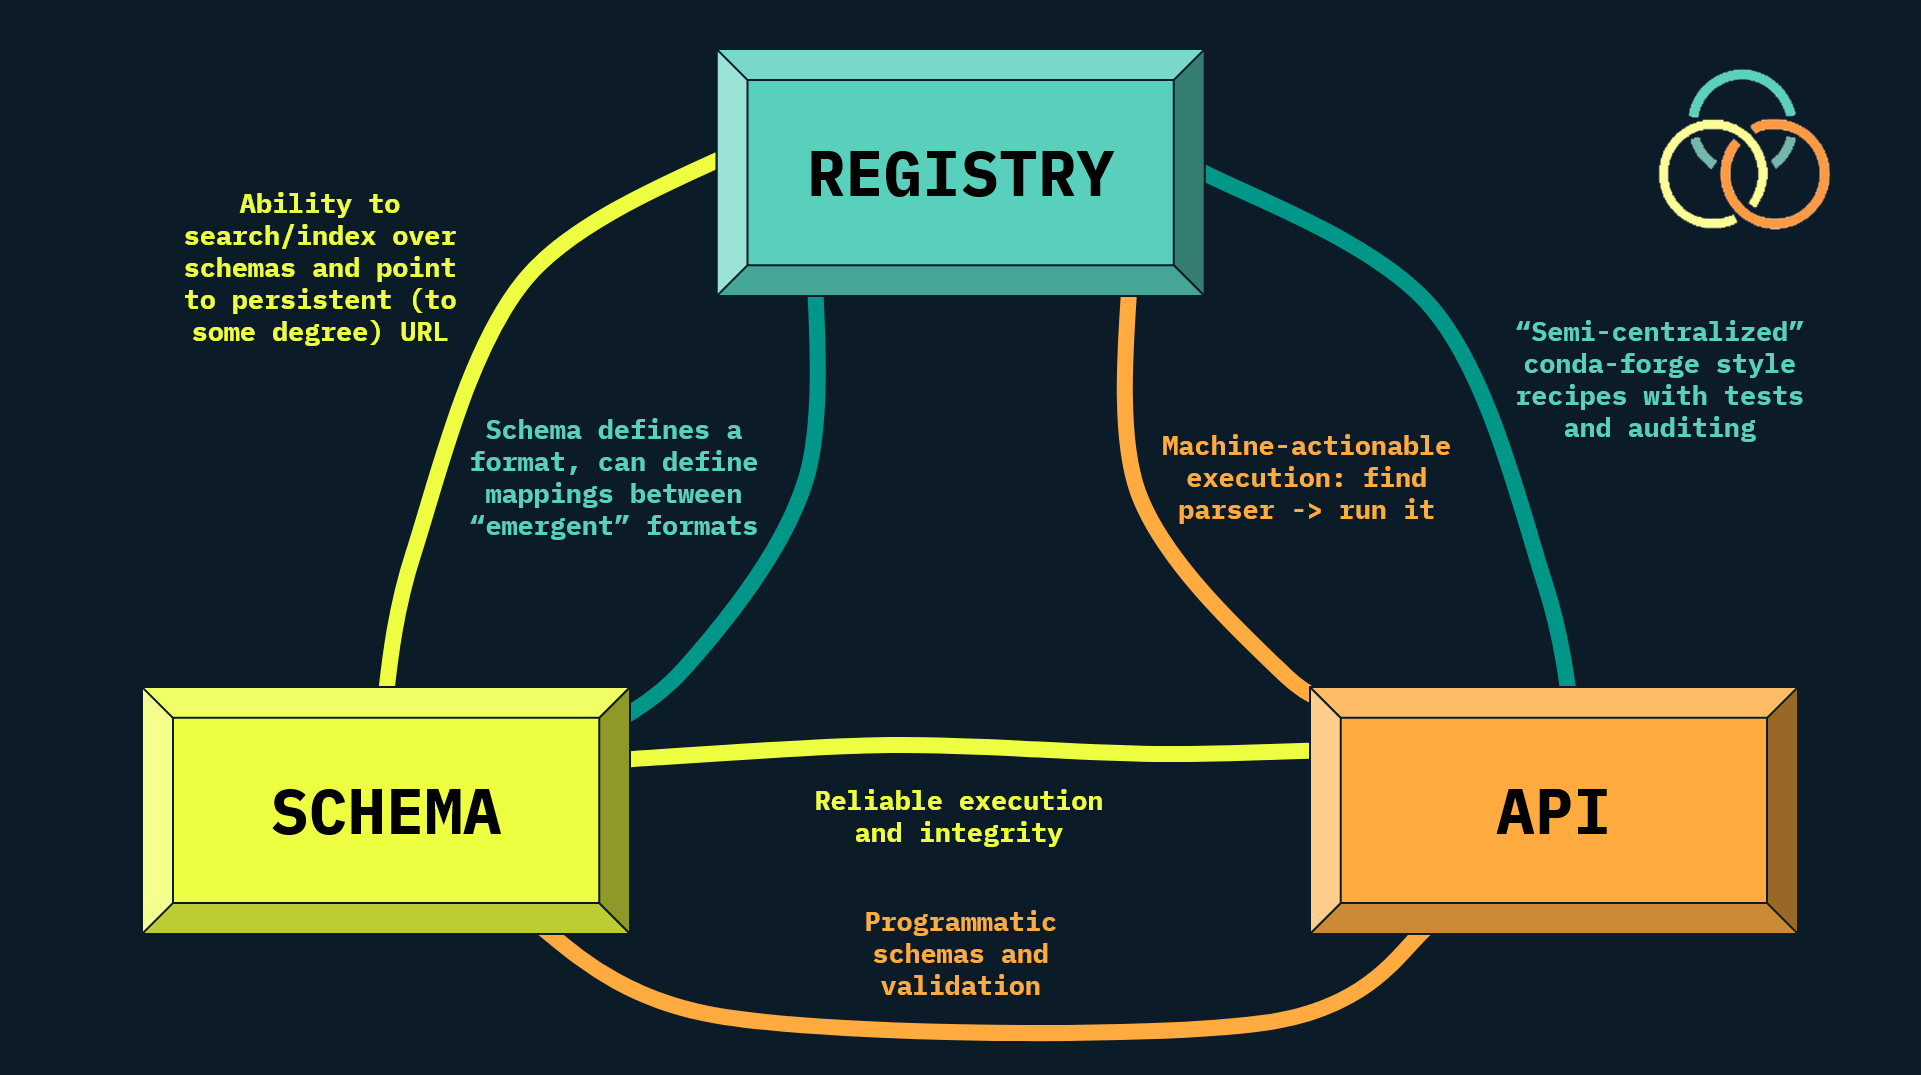 REGISTRY
Ability to
search/index over
schemas and point
to persistent (to
some degree) URL
“Semi-centralized”
conda-forge style
recipes with tests
and auditing
Schema defines a
format, can define
mappings between
“emergent” formats
Machine-actionable
execution: find
parser -> run it
SCHEMA
API
Reliable execution
and integrity
Programmatic
schemas and
validation